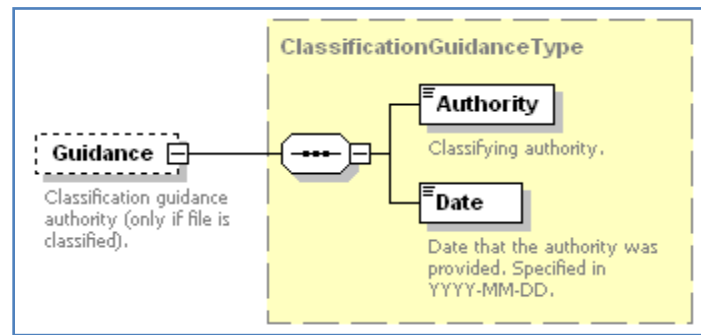 ClassificationGuidanceType
Authority
Classifying authority.
Guidance
Classification guidance
authority (only if file is
classified).
Date
Date that the authority was
provided. Specified in
YYYY-MM-DD.